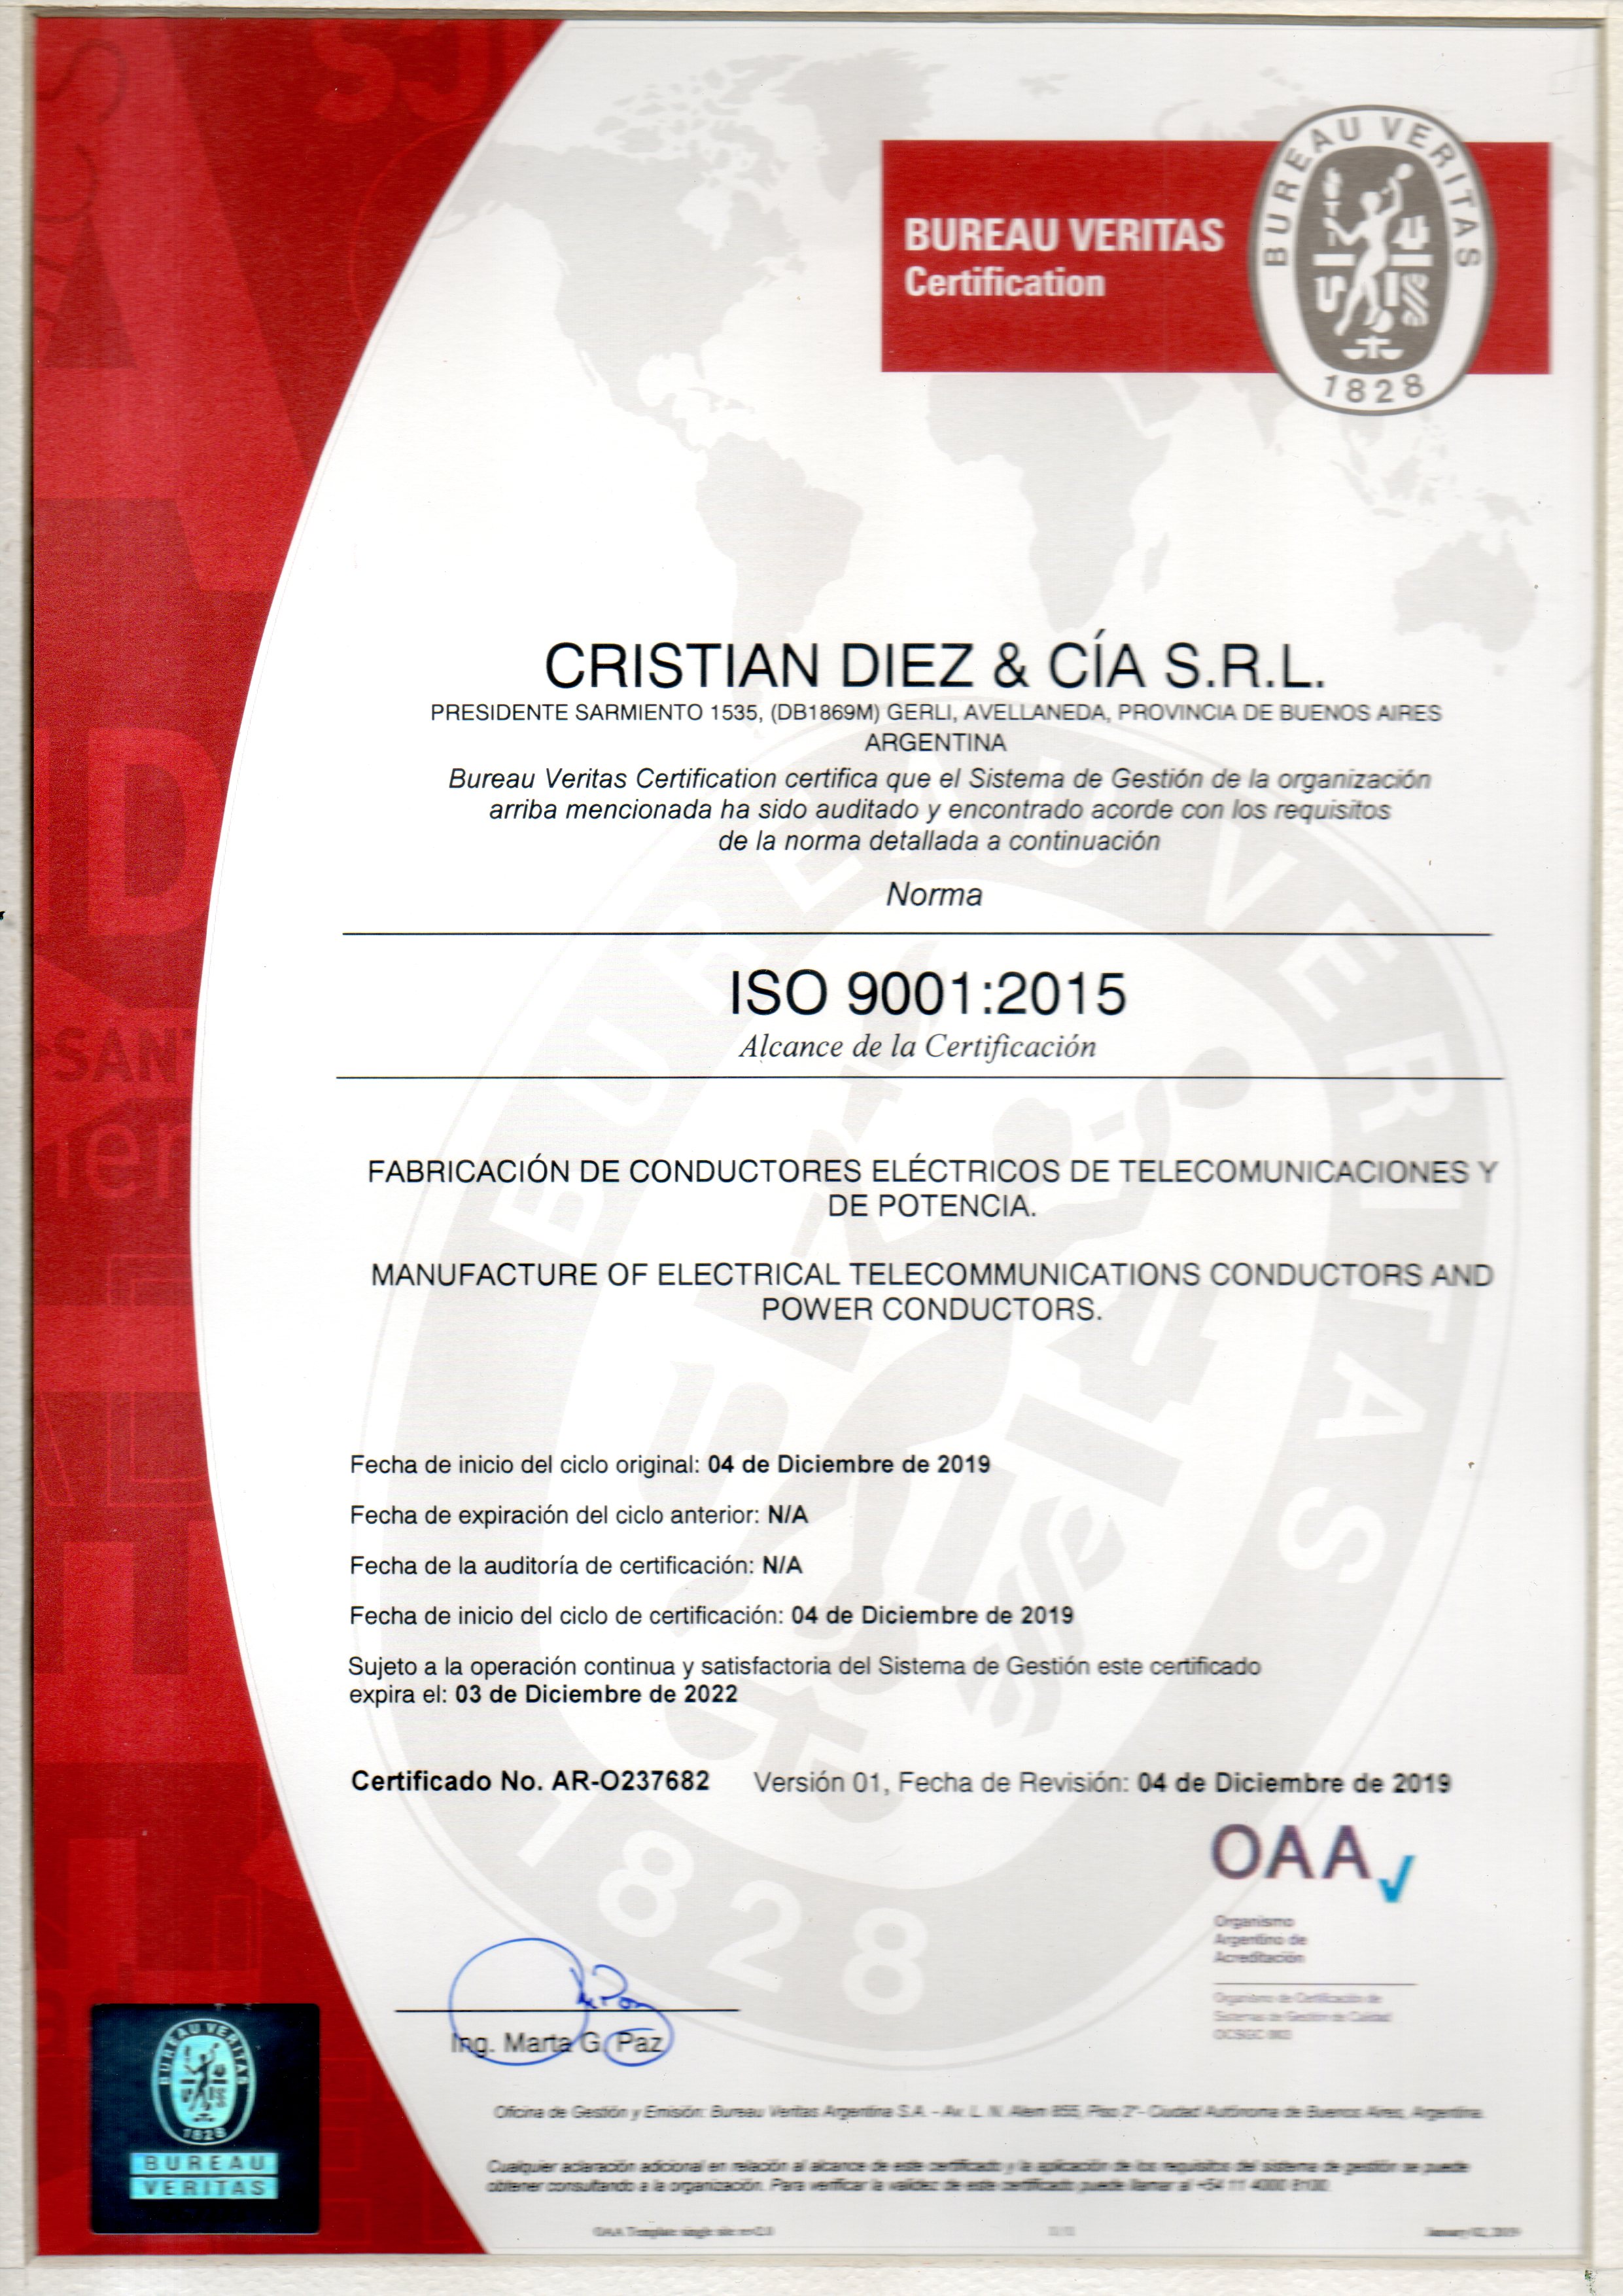 BUREAU VERITAS
Certification
BUREAU VERITAS
1828
CRISTIAN DIEZ & CÍA S.R.L.
PRESIDENTE SARMIENTO 1535, (DB1869M) GERLI, AVELLANEDA, PROVINCIA DE BUENOS AIRES
ARGENTINA
Bureau Veritas Certification certifica que el Sistema de Gestión de la organización
arriba mencionada ha sido auditado y encontrado acorde con los requisitos
de la norma detallada a continuación
Norma
ISO 9001:2015
Alcance de la Certificación
FABRICACIÓN DE CONDUCTORES ELÉCTRICOS DE TELECOMUNICACIONES Y
DE POTENCIA.
MANUFACTURE OF ELECTRICAL TELECOMMUNICATIONS CONDUCTORS AND
POWER CONDUCTORS.
BUREAU VERITAS
1828
Fecha de inicio del ciclo original: 04 de Diciembre de 2019
Fecha de expiración del ciclo anterior: N/A
Fecha de la auditoría de certificación: N/A
Fecha de inicio del ciclo de certificación: 04 de Diciembre de 2019
Sujeto a la operación continua y satisfactoria del Sistema de Gestión este certificado
expira el: 03 de Diciembre de 2022
Certificado No. AR-O237682 Versión 01, Fecha de Revisión: 04 de Diciembre de 2019
OAA
Organismo
Argentino de
Acreditación
Organismo de Certificación de
Sistemas de Gestión de Calidad
Ing. Marta G. Paz
BUREAU VERITAS
1828
BUREAU
VERITAS
Oficina de Gestión y Emisión: Bureau Veritas Argentina S.A. - Av. L. N. Alem 855, Piso 2°- Ciudad Autónoma de Buenos Aires, Argentina.
Cualquier aclaración adicional en relación al alcance de este certificado y la aplicación de los requisitos del sistema de gestión se puede
obtener consultando a la organización. Para verificar la validez de este certificado puede llamar al +54 11 4000 8100.
OAA Template single site
January 02, 2019